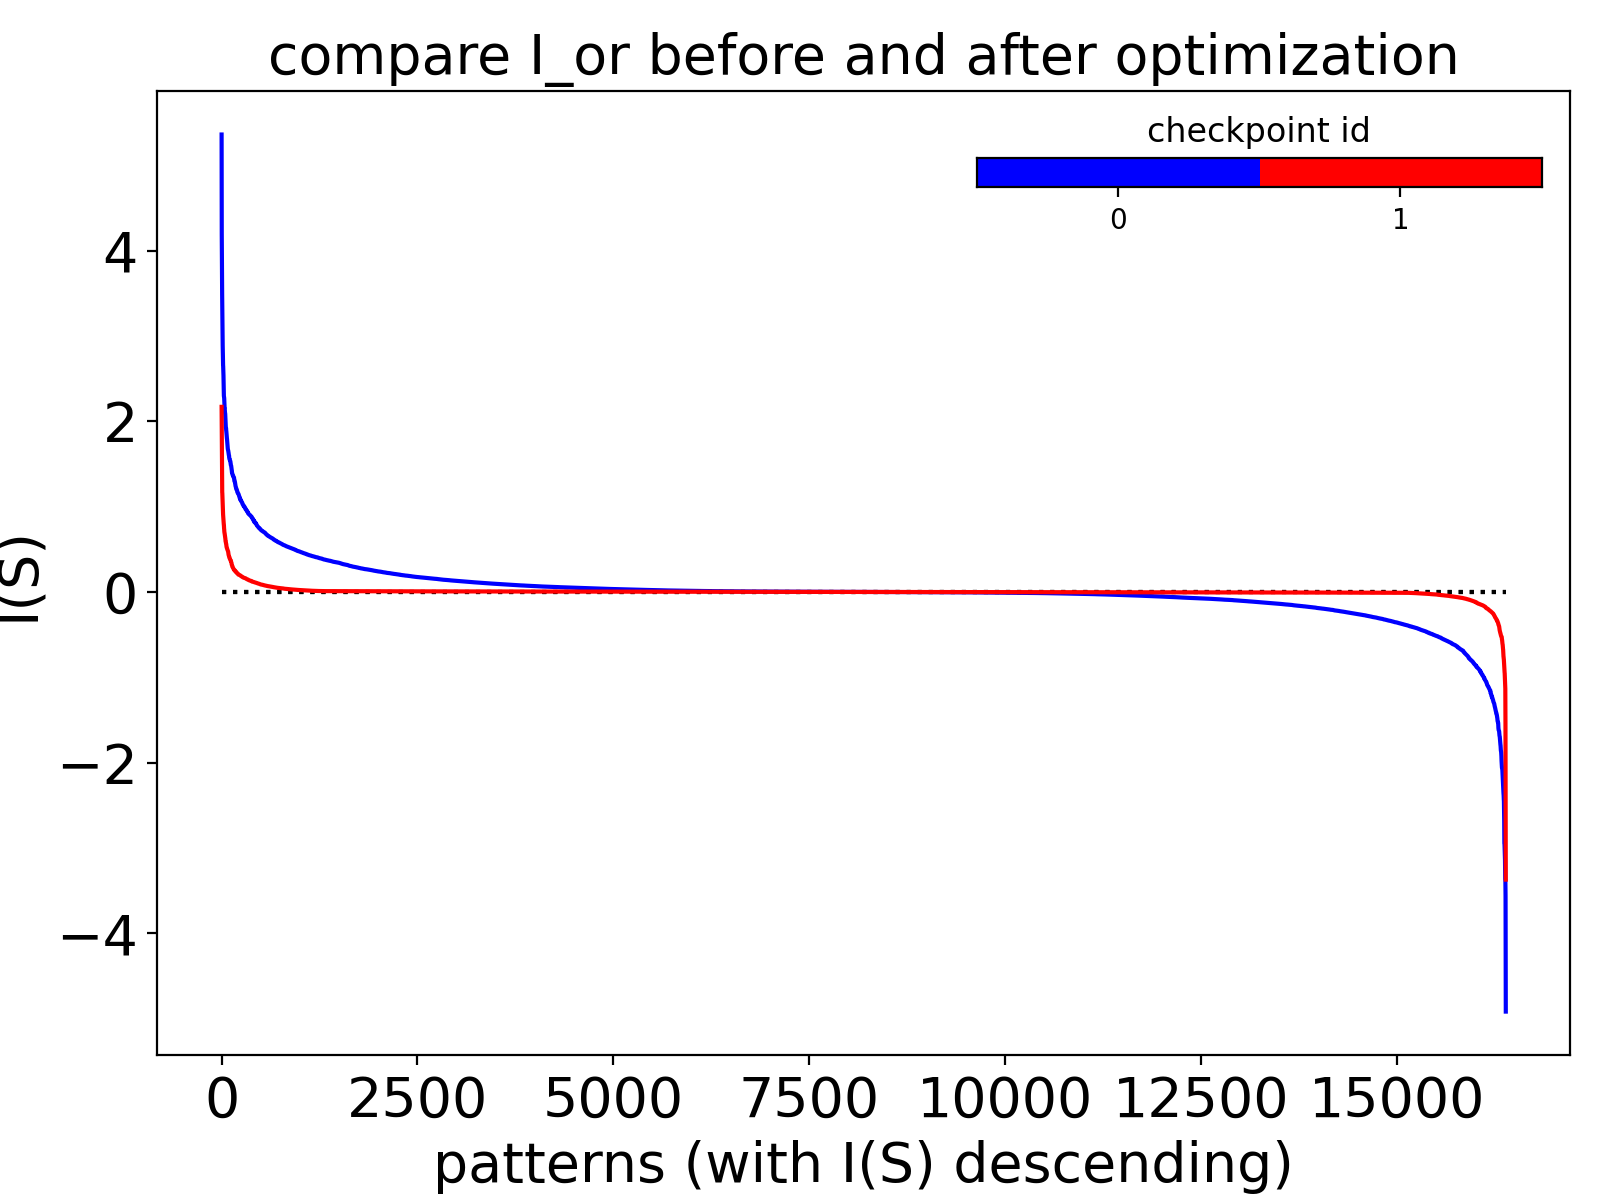 compare I_or before and after optimization
checkpoint id
0 1
4
2
0
−2
−4
I(S)
0 2500 5000 7500 10000 12500 15000
patterns (with I(S) descending)